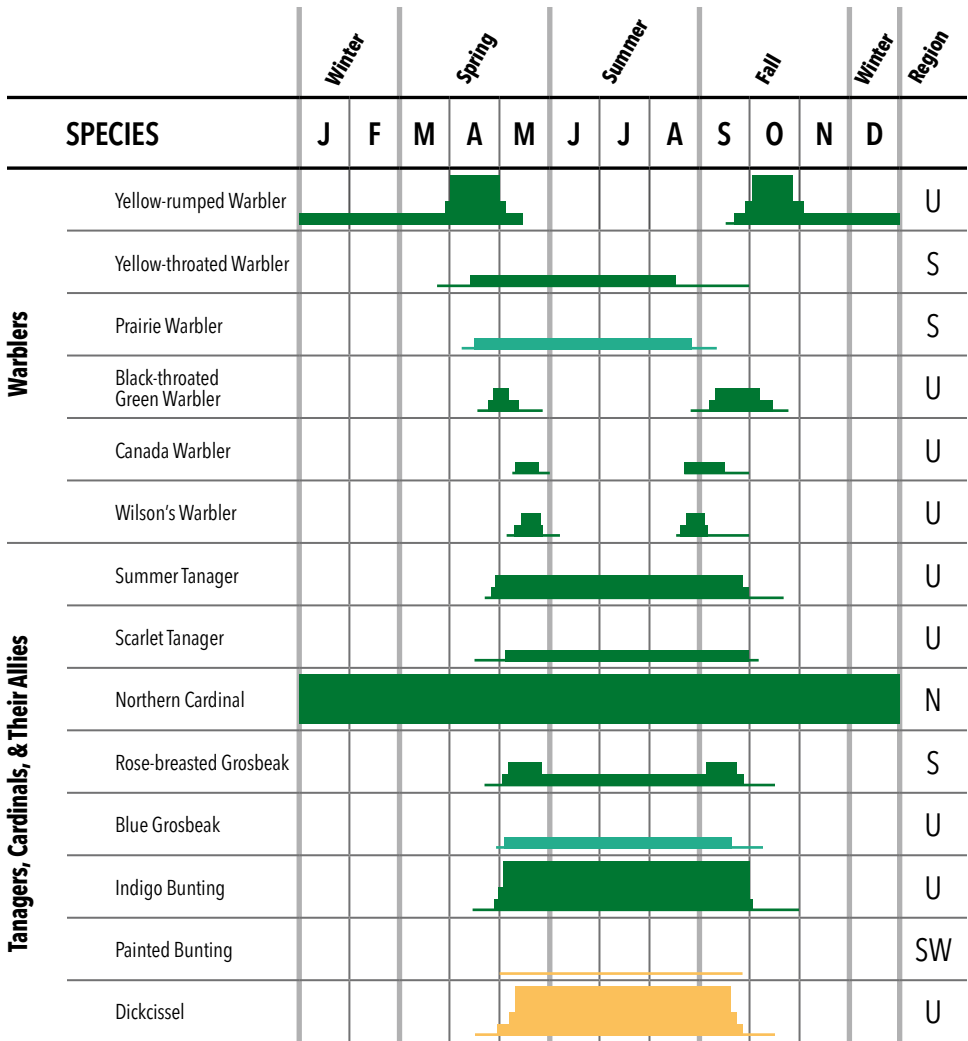 Winter
Spring
Summer
Fall
Winter
Region
SPECIES
J F M A M J J A S O N D
Warblers
Yellow-rumped Warbler U
Yellow-throated Warbler S
Prairie Warbler S
Black-throated
Green Warbler U
Canada Warbler U
Wilson's Warbler U
Tanagers, Cardinals, & Their Allies
Summer Tanager U
Scarlet Tanager U
Northern Cardinal N
Rose-breasted Grosbeak S
Blue Grosbeak U
Indigo Bunting U
Painted Bunting SW
Dickcissel U